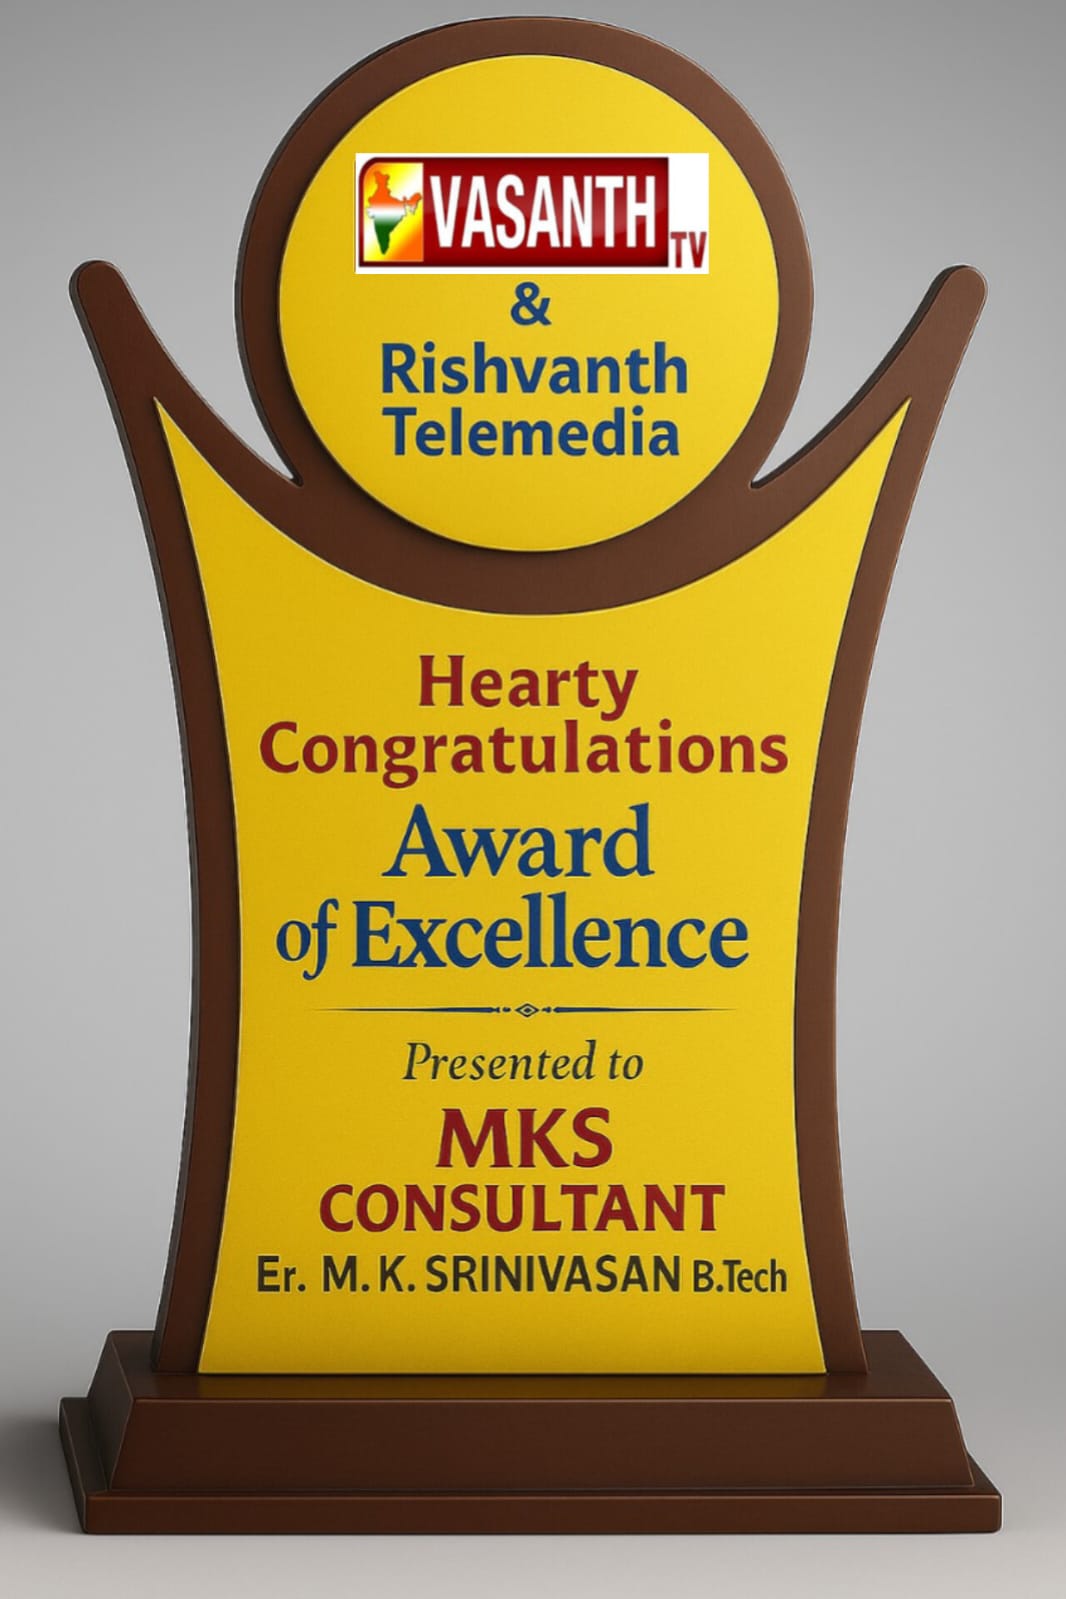 VASANTH TV
&
Rishvanth
Telemedia
Hearty
Congratulations
Award
of Excellence
Presented to
MKS
CONSULTANT
Er. M. K. SRINIVASAN B.Tech